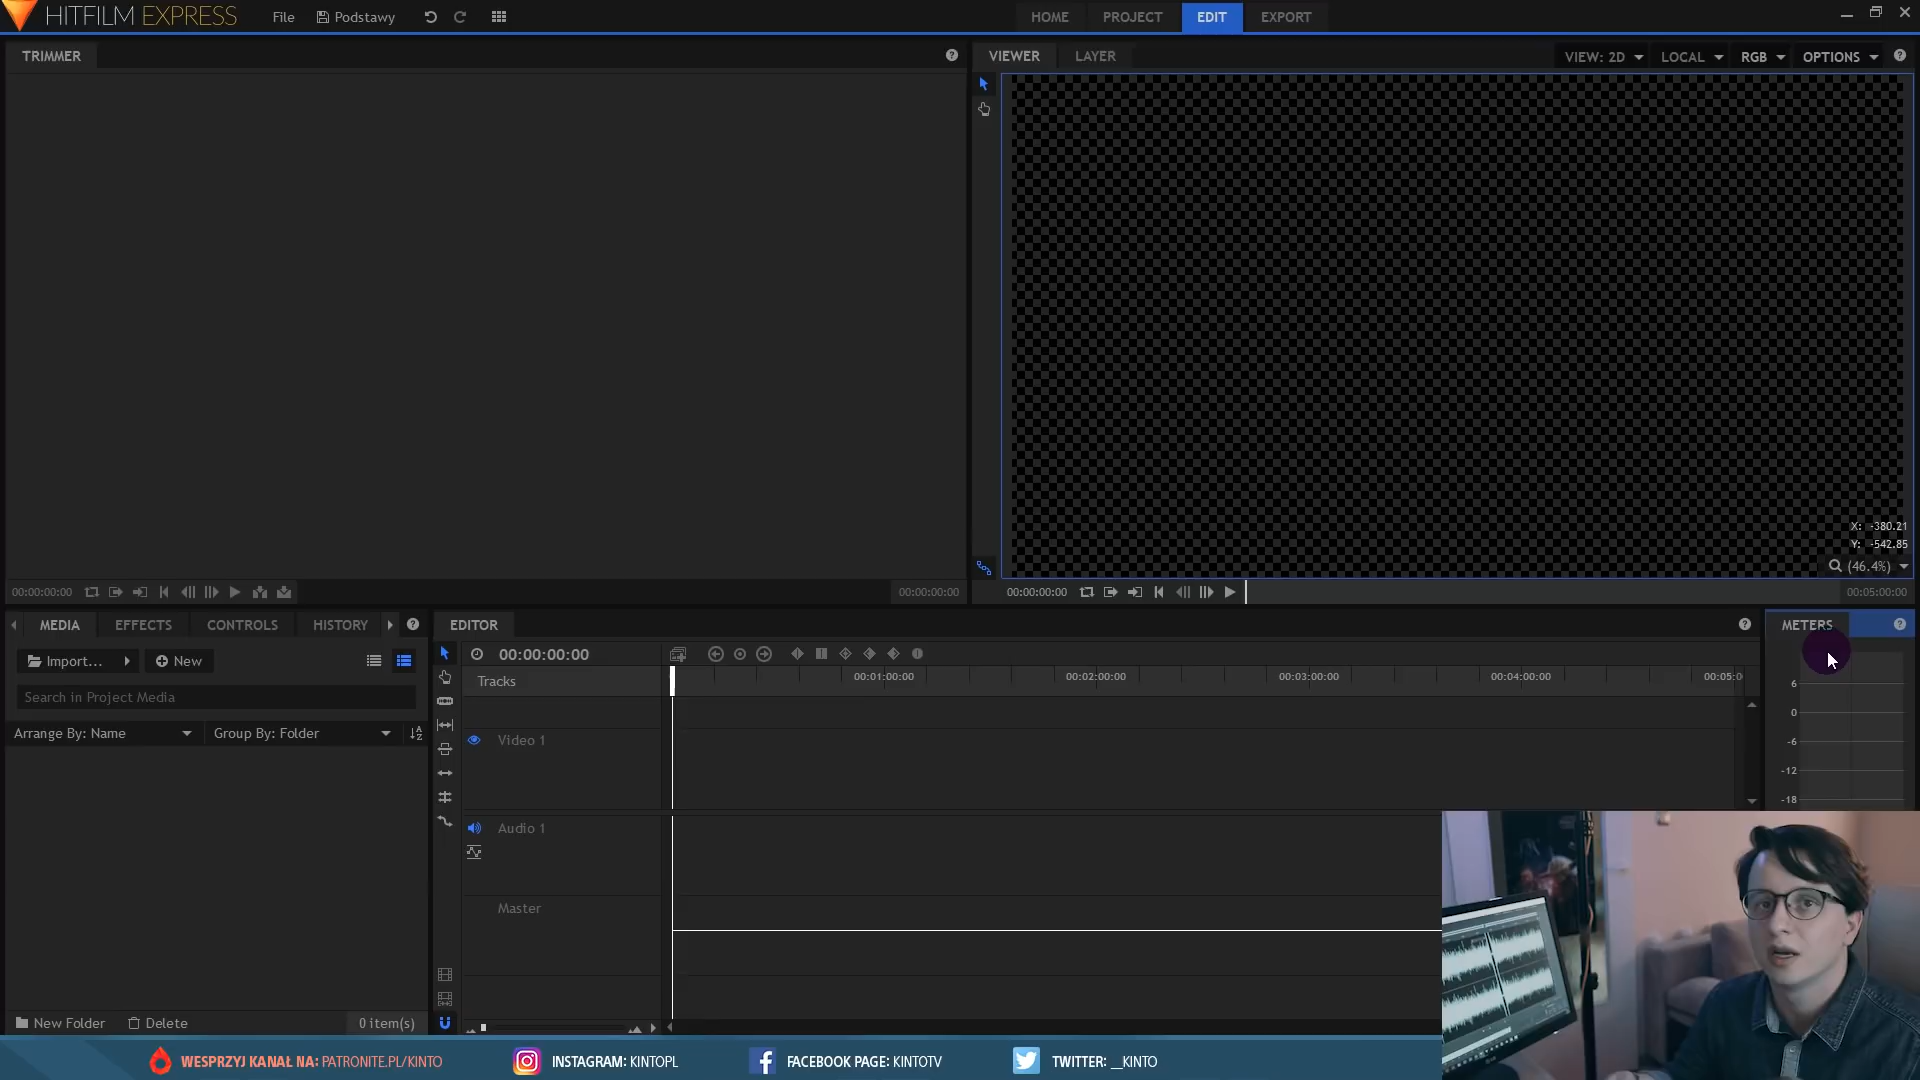 HITFILM EXPRESS
File
Podstawy
HOME
PROJECT
EDIT
EXPORT
TRIMMER
VIEWER
LAYER
VIEW: 2D
LOCAL
RGB
OPTIONS
X: -380.21
Y: -542.85
(46.4%)
00:00:00:00
00:00:00:00
00:00:00:00
00:05:00:00
MEDIA
EFFECTS
CONTROLS
HISTORY
EDITOR
METERS
Import...
New
00:00:00:00
Search in Project Media
Tracks
00:01:00:00
00:02:00:00
00:03:00:00
00:04:00:00
00:05:0
Arrange By: Name
Group By: Folder
Video 1
6
0
-6
-12
-18
Audio 1
Master
New Folder
Delete
0 item(s)
WESPRZYJ KANAŁ NA: PATRONITE.PL/KINTO
INSTAGRAM: KINTOPL
FACEBOOK PAGE: KINTOTV
TWITTER: __KINTO